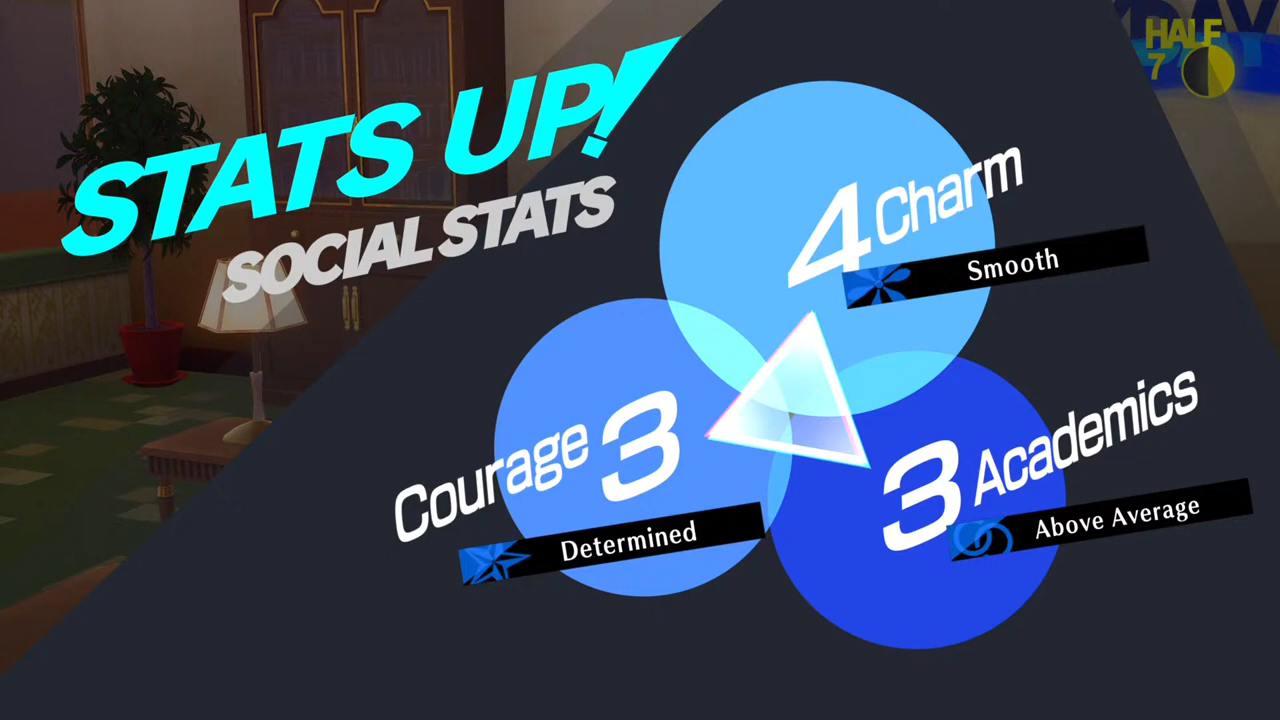 STATS UP!
SOCIAL STATS
HALF
7
4 Charm
Smooth
Courage 3
Determined
3 Academics
Above Average